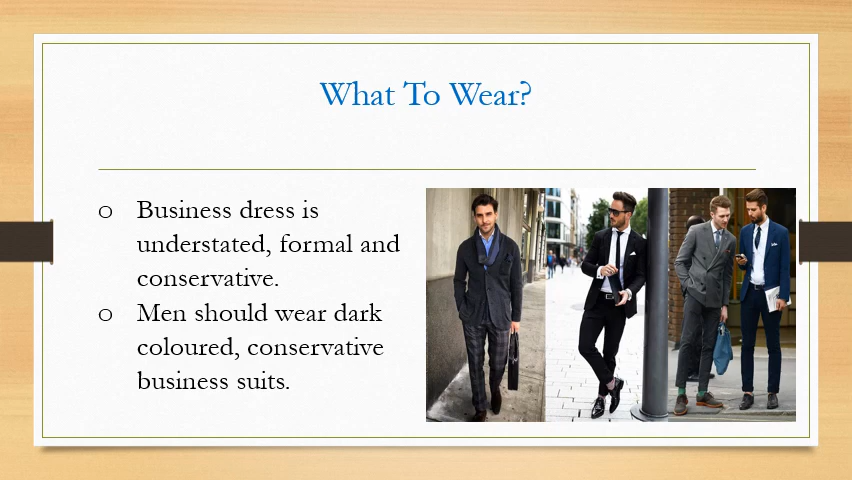 What To Wear?
o Business dress is
understated, formal and
conservative.
o Men should wear dark
coloured, conservative
business suits.